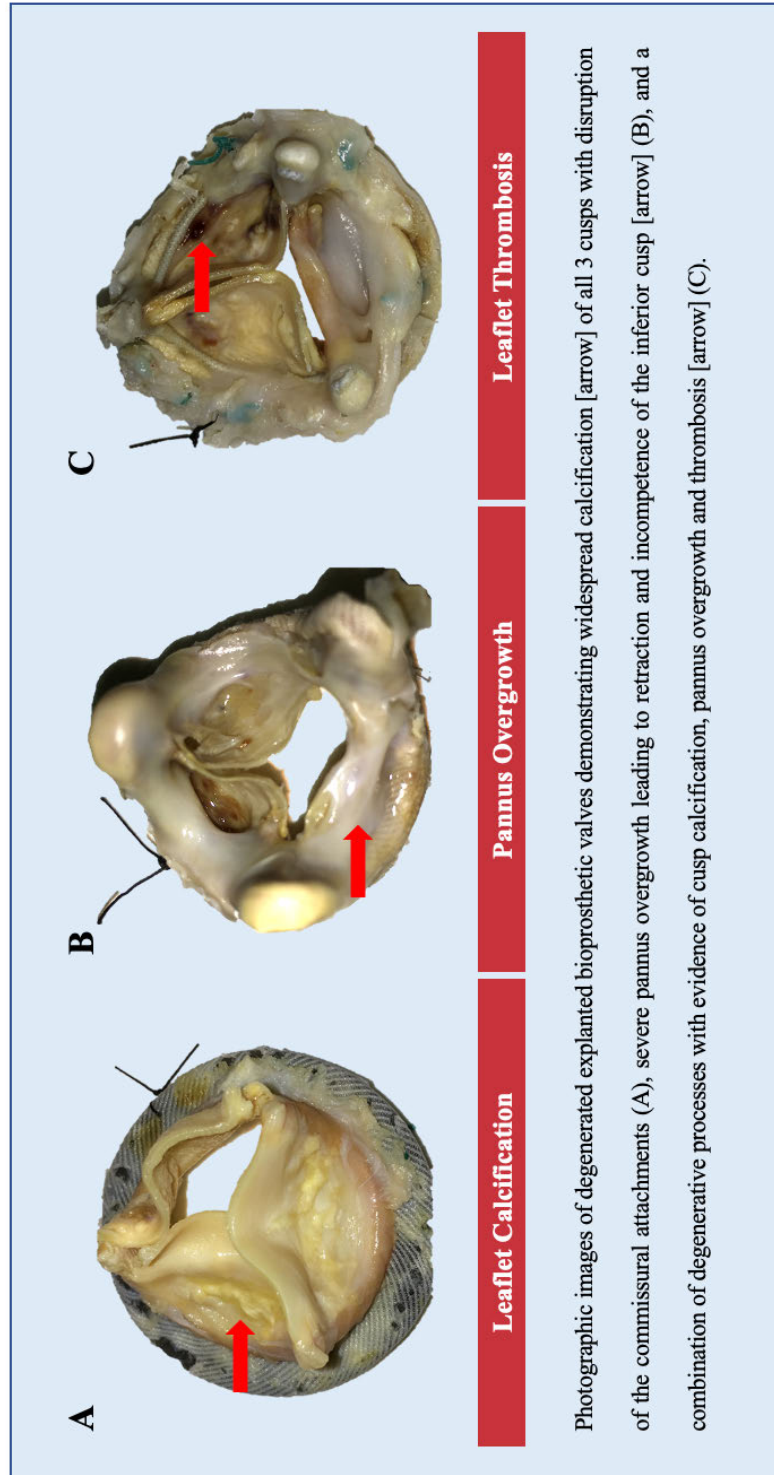 A
B
C
Leaflet Calcification
Pannus Overgrowth
Leaflet Thrombosis
Photographic images of degenerated explanted bioprosthetic valves demonstrating widespread calcification [arrow] of all 3 cusps with disruption
of the commissural attachments (A), severe pannus overgrowth leading to retraction and incompetence of the inferior cusp [arrow] (B), and a
combination of degenerative processes with evidence of cusp calcification, pannus overgrowth and thrombosis [arrow] (C).